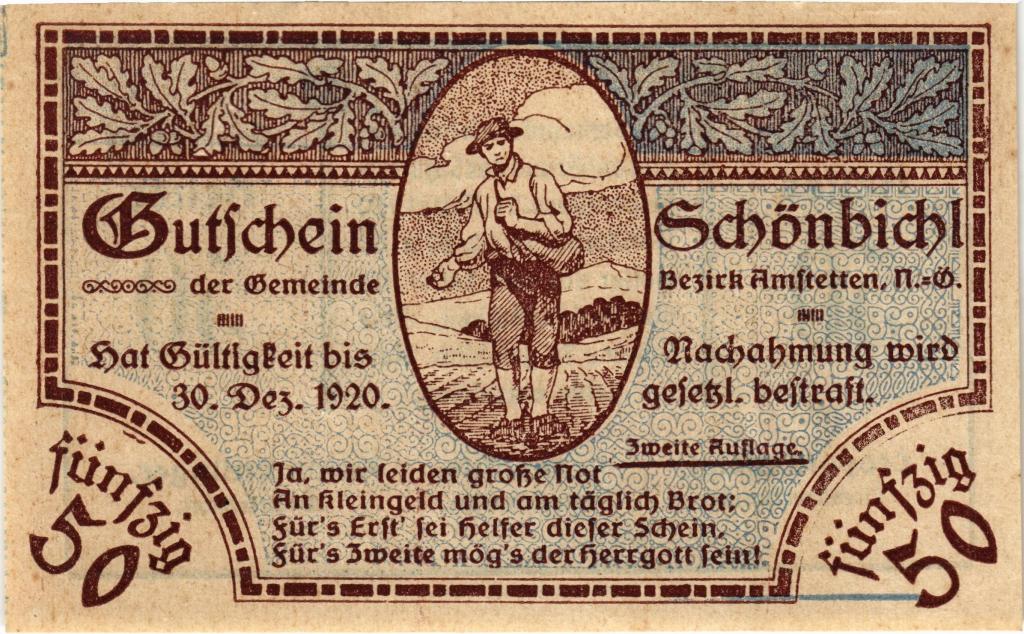 Gutschein
der Gemeinde
Hat Gültigkeit bis
30. Dez. 1920.
Schönbichl
Bezirk Amstetten, N.=Ö.
Nachahmung wird
gesetzl. bestraft.
Zweite Auflage.
Ja, wir leiden große Not
An Kleingeld und am täglich Brot;
Für's Erst' sei Helfer dieser Schein,
Für's Zweite mög's der Herrgott sein!
fünfzig
50
fünfzig
50